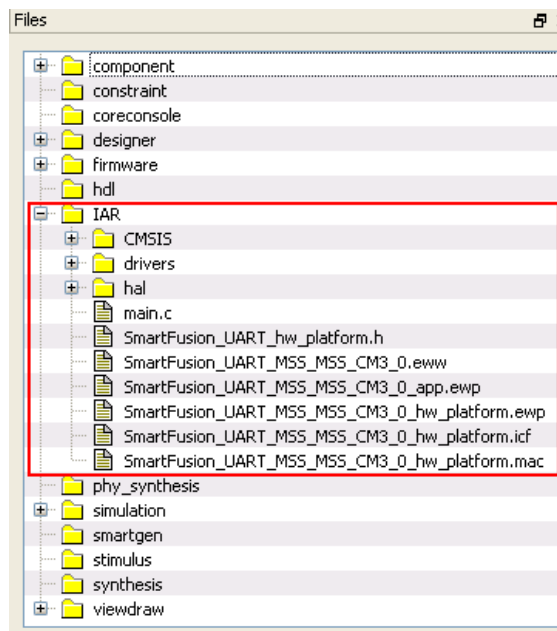 Files
component
constraint
coreconsole
designer
firmware
hdl
IAR
CMSIS
drivers
hal
main.c
SmartFusion_UART_hw_platform.h
SmartFusion_UART_MSS_MSS_CM3_0.eww
SmartFusion_UART_MSS_MSS_CM3_0_app.ewp
SmartFusion_UART_MSS_MSS_CM3_0_hw_platform.ewp
SmartFusion_UART_MSS_MSS_CM3_0_hw_platform.icf
SmartFusion_UART_MSS_MSS_CM3_0_hw_platform.mac
phy_synthesis
simulation
smartgen
stimulus
synthesis
viewdraw